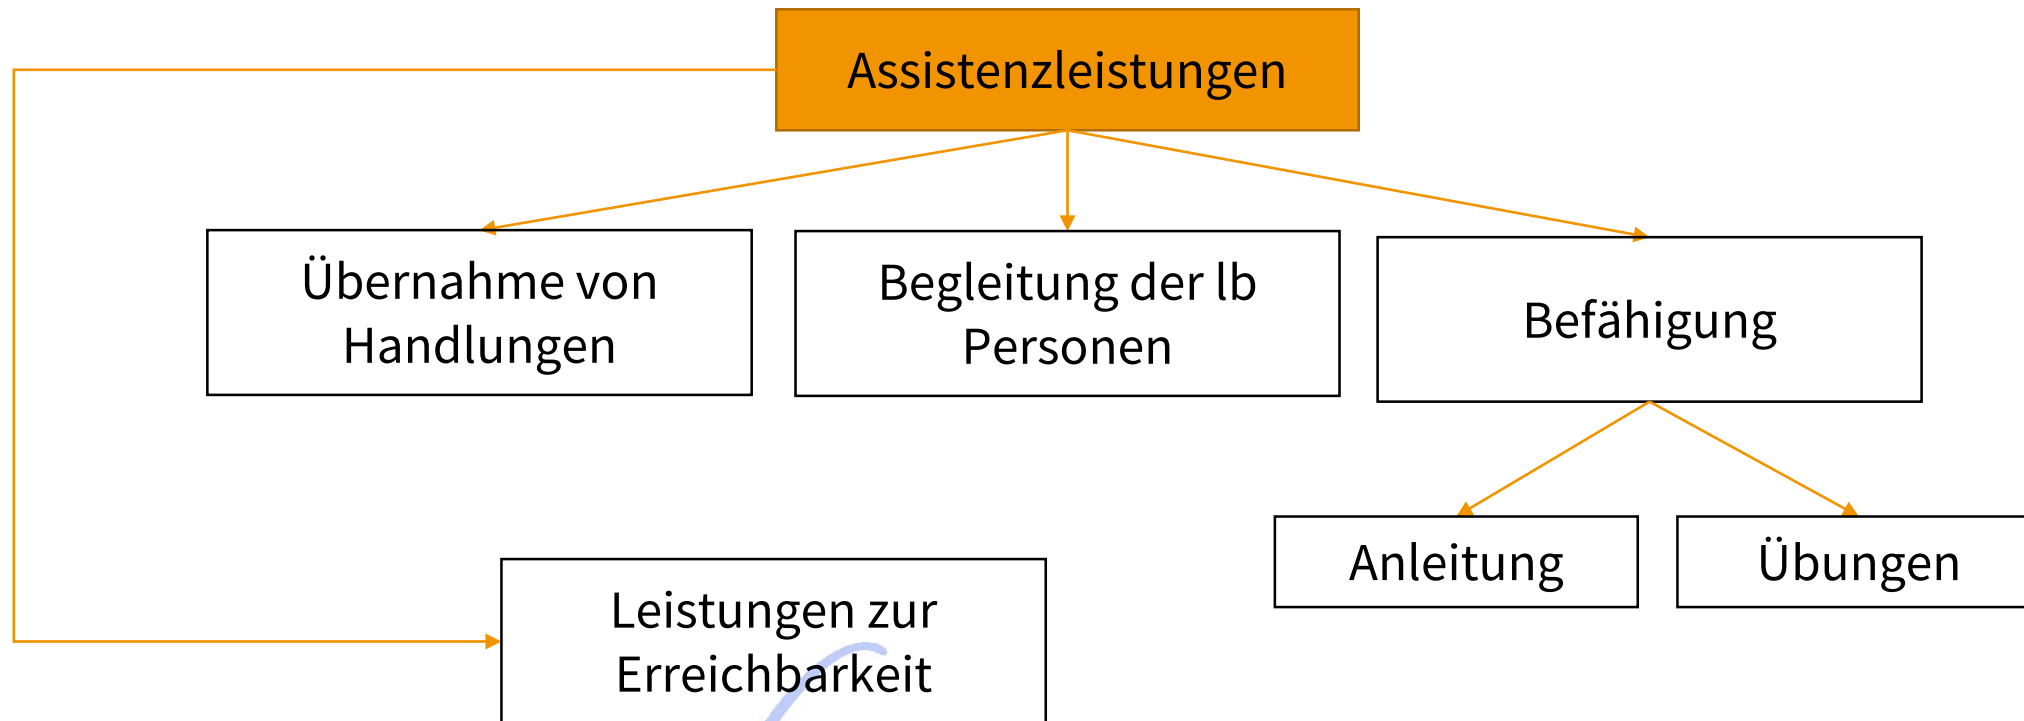 Assistenzleistungen
Übernahme von
Handlungen
Begleitung der lb
Personen
Befähigung
Anleitung
Übungen
Leistungen zur
Erreichbarkeit